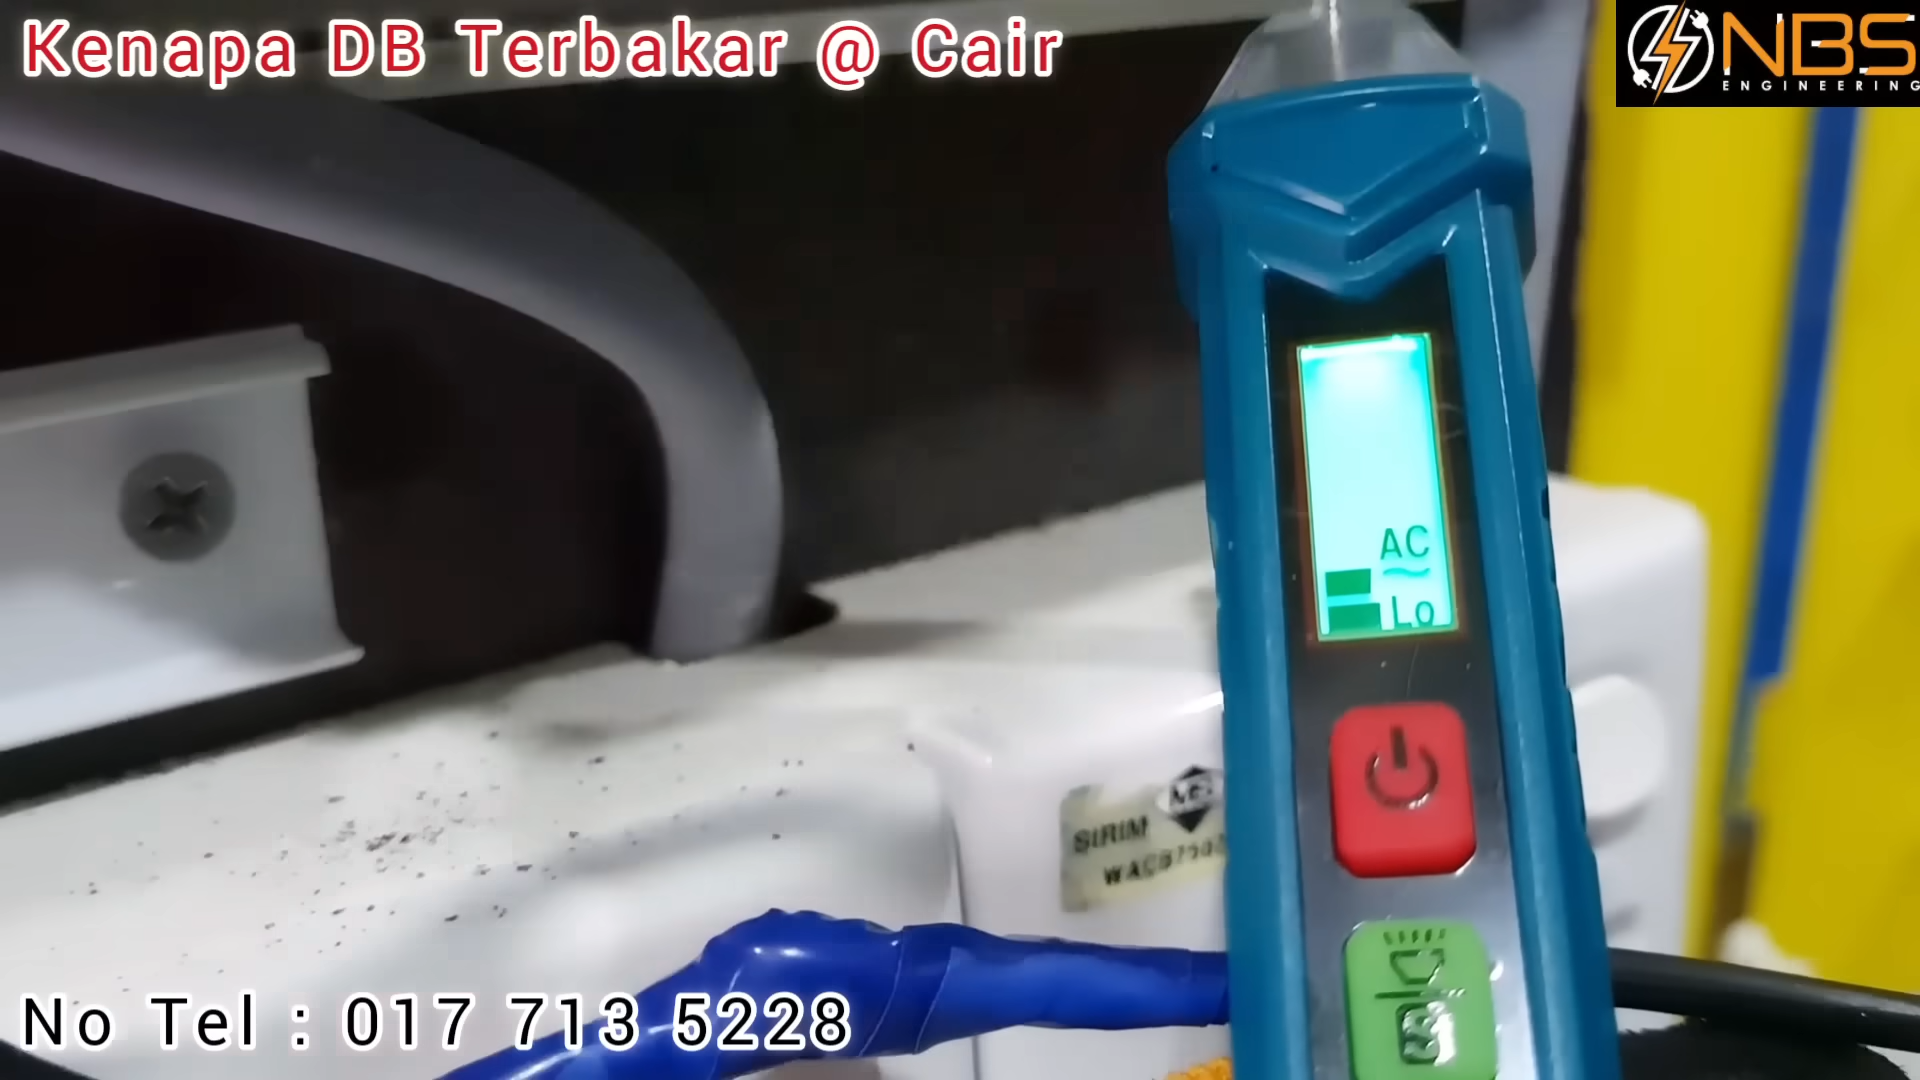 Kenapa DB Terbakar @ Cair
NBS
ENGINEERING
AC
Lo
SIRIM
No Tel : 017 713 5228